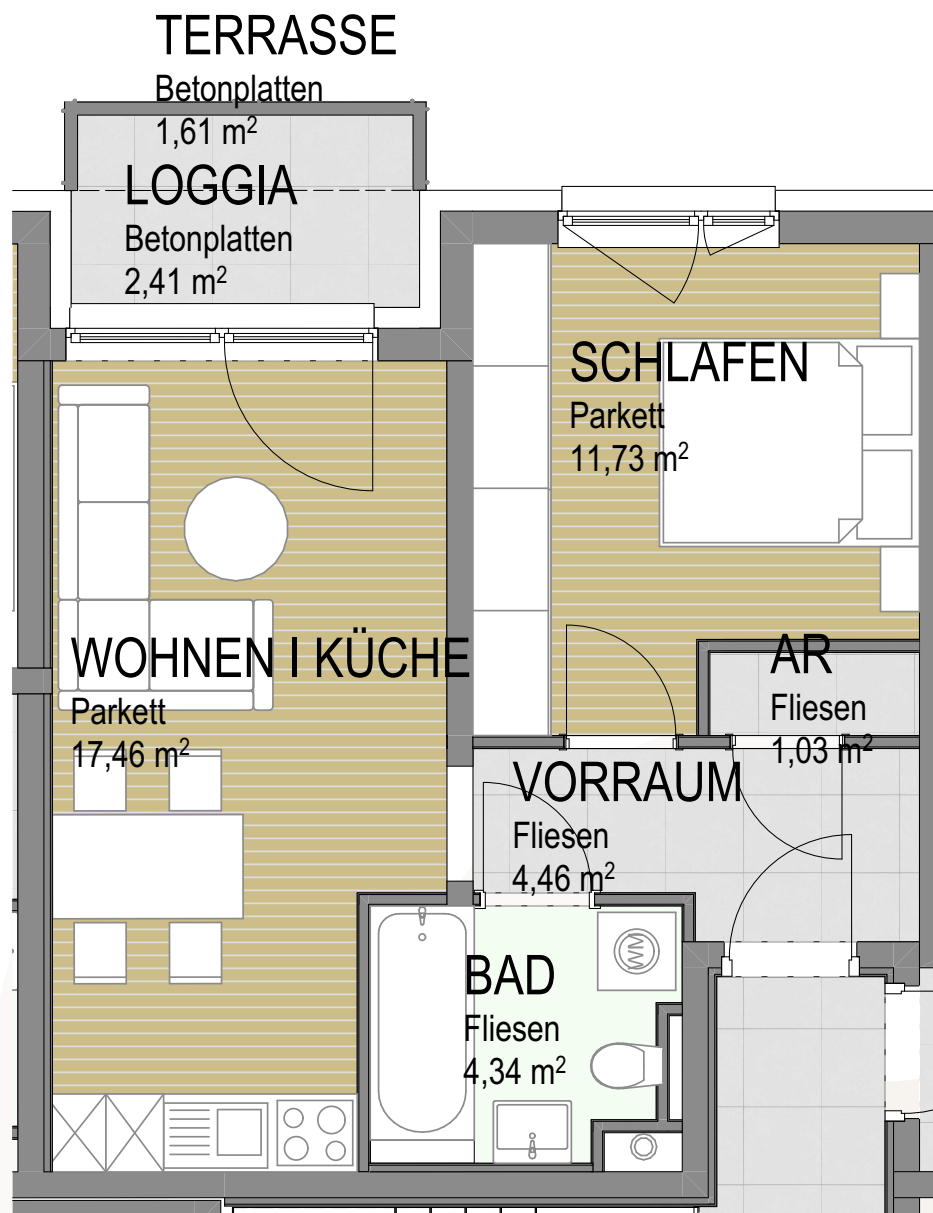 TERRASSE
Betonplatten
1,61 m²
LOGGIA
Betonplatten
2,41 m²
SCHLAFEN
Parkett
11,73 m²
WOHNEN I KÜCHE
Parkett
17,46 m²
AR
Fliesen
1,03 m²
VORRAUM
Fliesen
4,46 m²
WM
BAD
Fliesen
4,34 m²